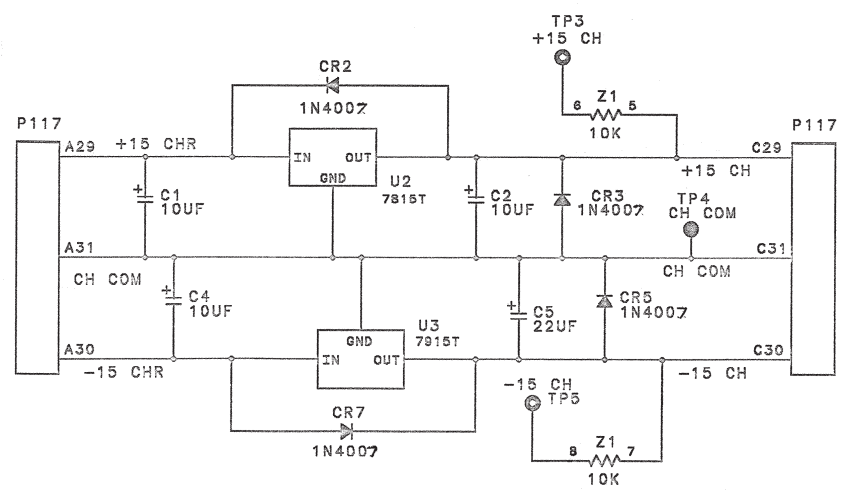 TP3
+15 CH
CR2
1N4007
6 Z1 5
10K
P117
P117
A29 +15 CHR
IN OUT
GND
U2
7815T
C29
+15 CH
+ C1
10UF
+ C2
10UF
CR3
1N4007
TP4
CH COM
A31
CH COM
C31
CH COM
+ C4
10UF
U3
7915T
GND
IN OUT
+ C5
22UF
CR5
1N4007
A30
-15 CHR
C30
-15 CH
-15 CH
TP5
CR7
1N4007
8 Z1 7
10K